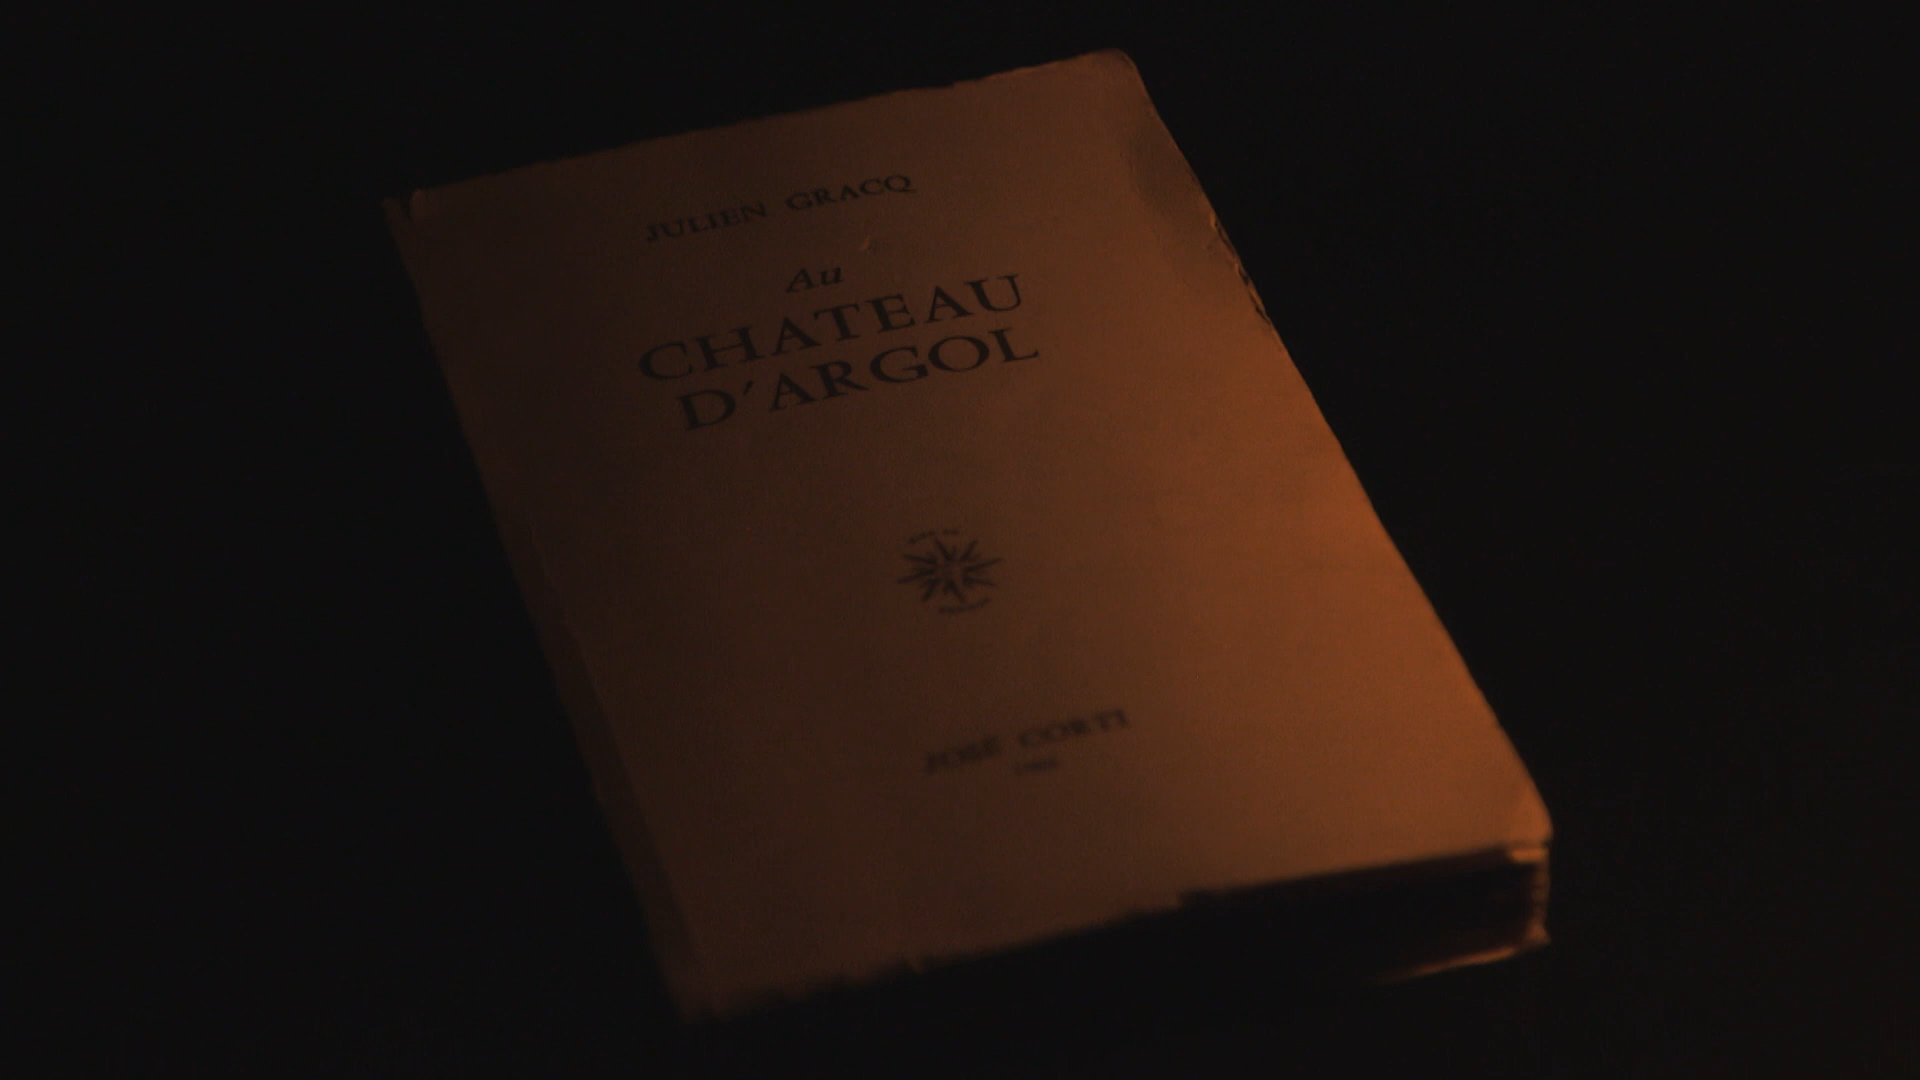 JULIEN GRACQ
Au
CHATEAU
D'ARGOL
JOSÉ CORTI